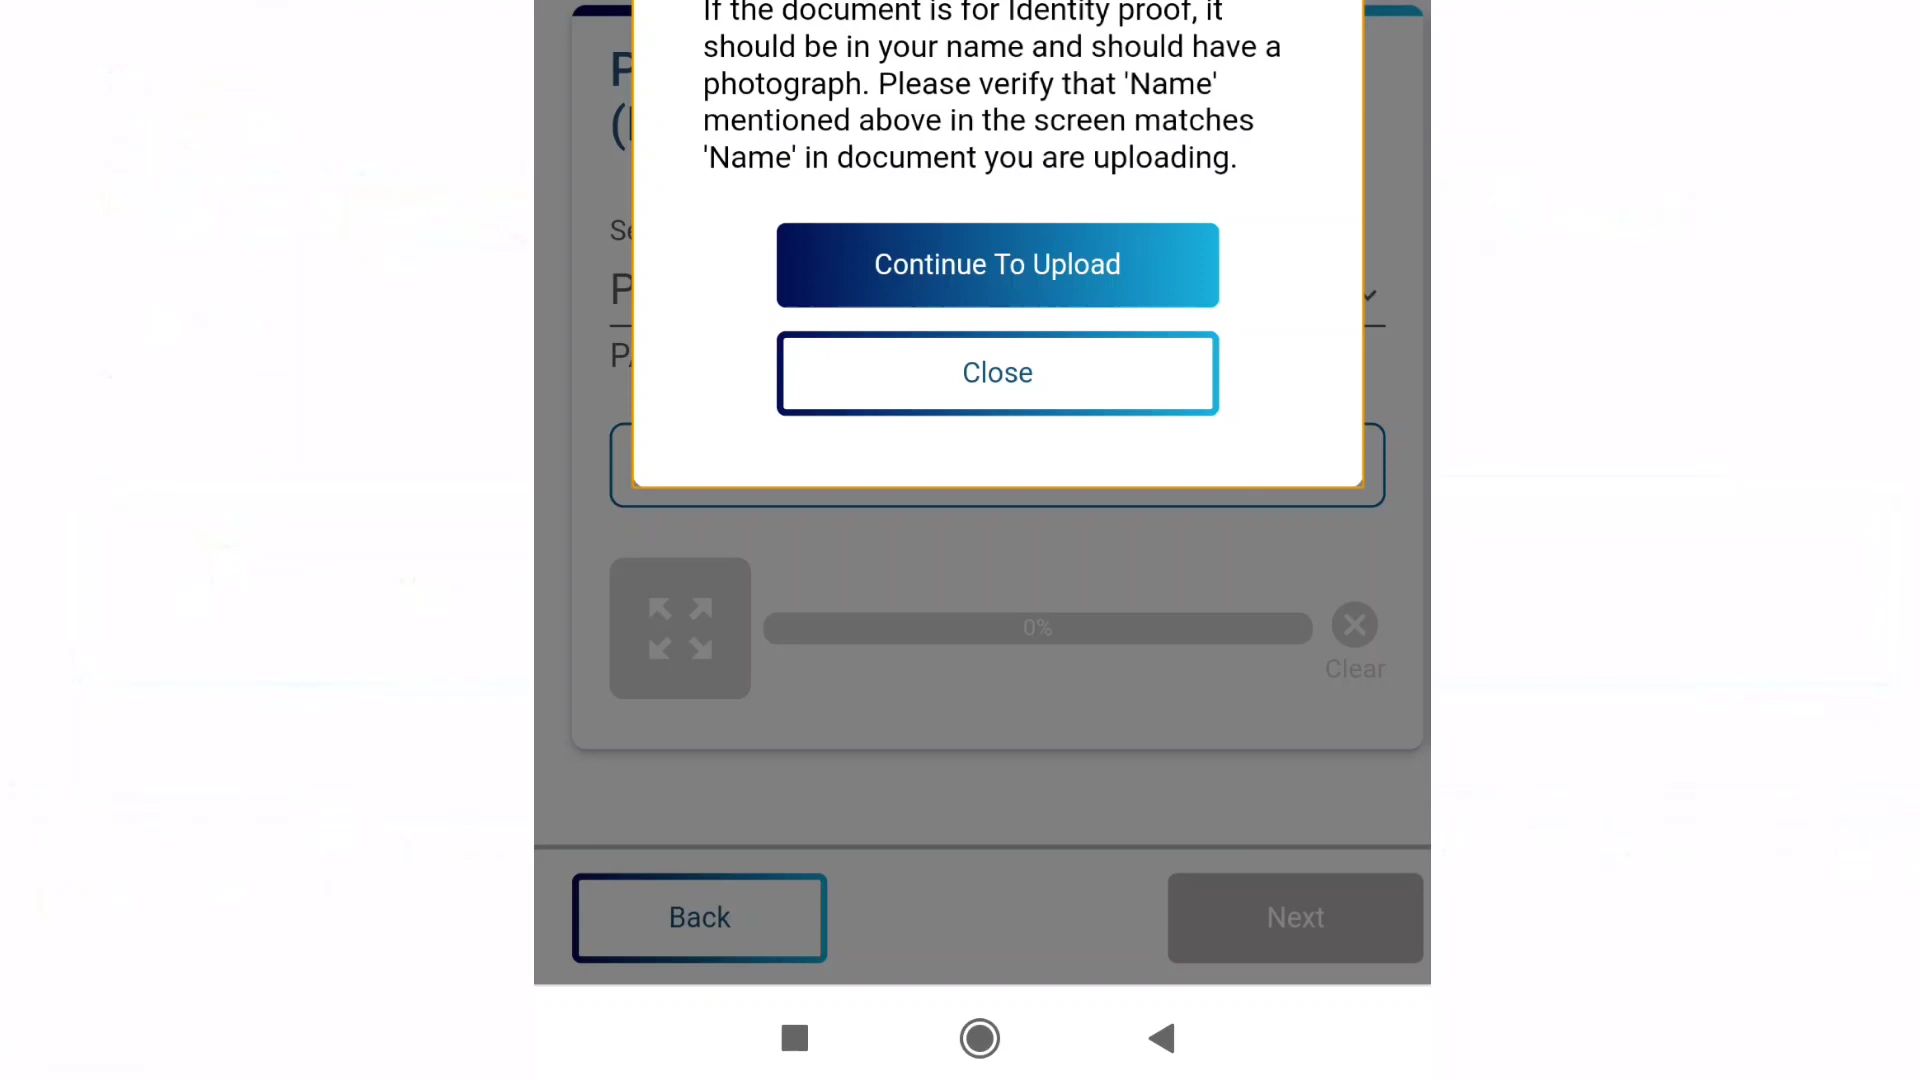 If the document is for Identity proof, it
should be in your name and should have a
photograph. Please verify that 'Name'
mentioned above in the screen matches
'Name' in document you are uploading.
Continue To Upload
Close
0%
Clear
Back
Next